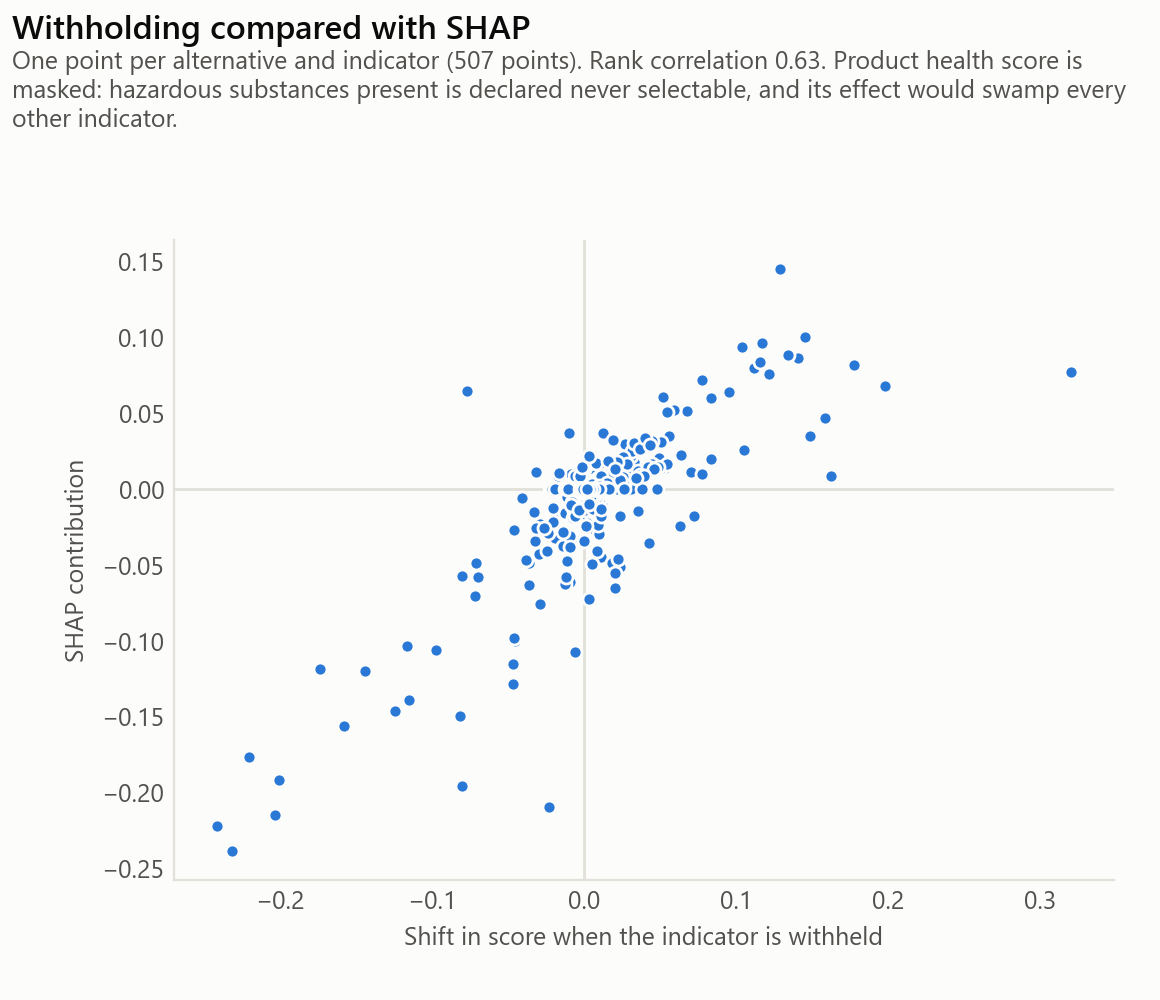 Withholding compared with SHAP
One point per alternative and indicator (507 points). Rank correlation 0.63. Product health score is
masked: hazardous substances present is declared never selectable, and its effect would swamp every
other indicator.
0.15
0.10
0.05
0.00
−0.05
−0.10
−0.15
−0.20
−0.25
SHAP contribution
−0.2
−0.1
0.0
0.1
0.2
0.3
Shift in score when the indicator is withheld